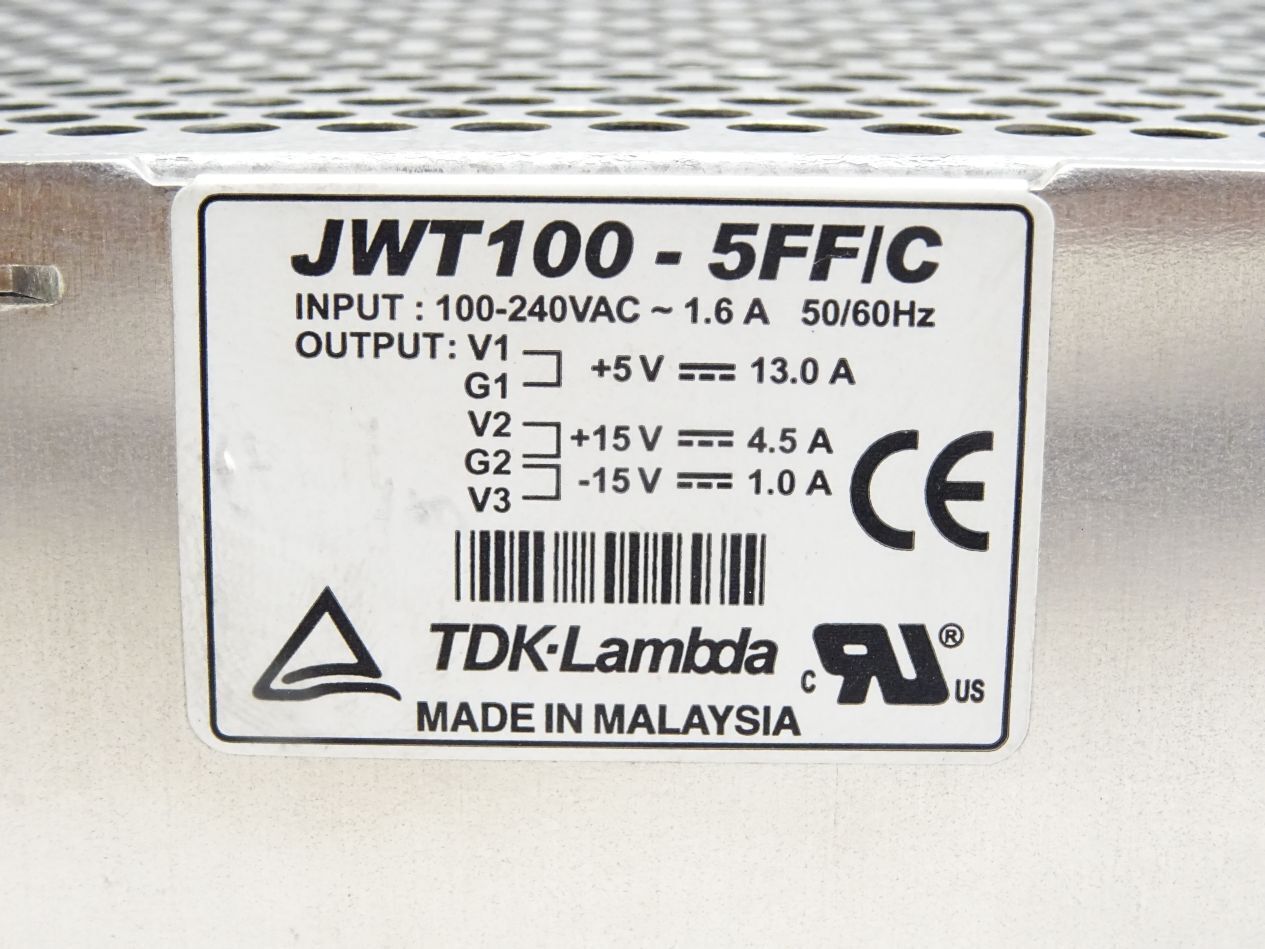 JWT100 - 5FF/C
INPUT : 100-240VAC ~ 1.6 A 50/60Hz
OUTPUT: V1
G1
+5 V ⎓ 13.0 A
V2
G2
V3
+15 V ⎓ 4.5 A
-15 V ⎓ 1.0 A
CE
TDK·Lambda
MADE IN MALAYSIA
C RU ® US